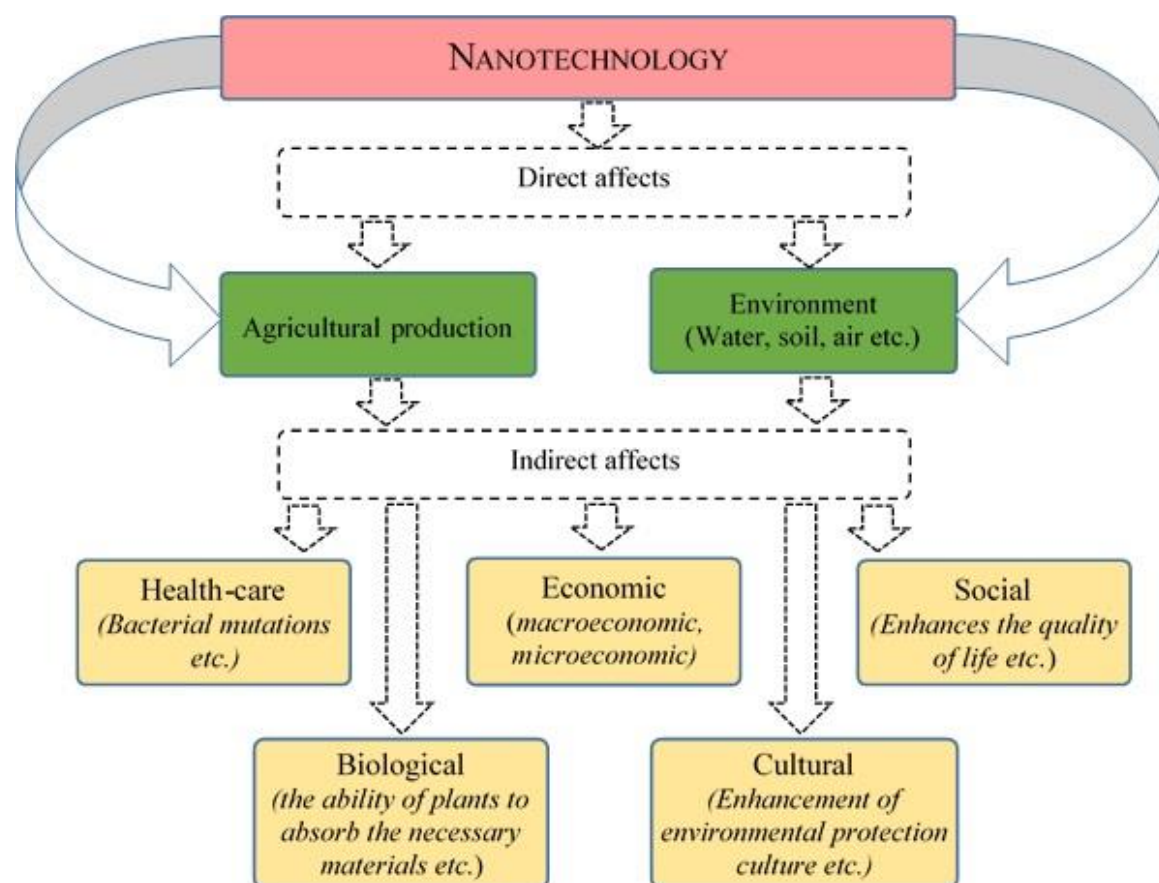 NANOTECHNOLOGY
Direct affects
Agricultural production
Environment
(Water, soil, air etc.)
Indirect affects
Health-care
(Bacterial mutations
etc.)
Economic
(macroeconomic,
microeconomic)
Social
(Enhances the quality
of life etc.)
Biological
(the ability of plants to
absorb the necessary
materials etc.)
Cultural
(Enhancement of
environmental protection
culture etc.)